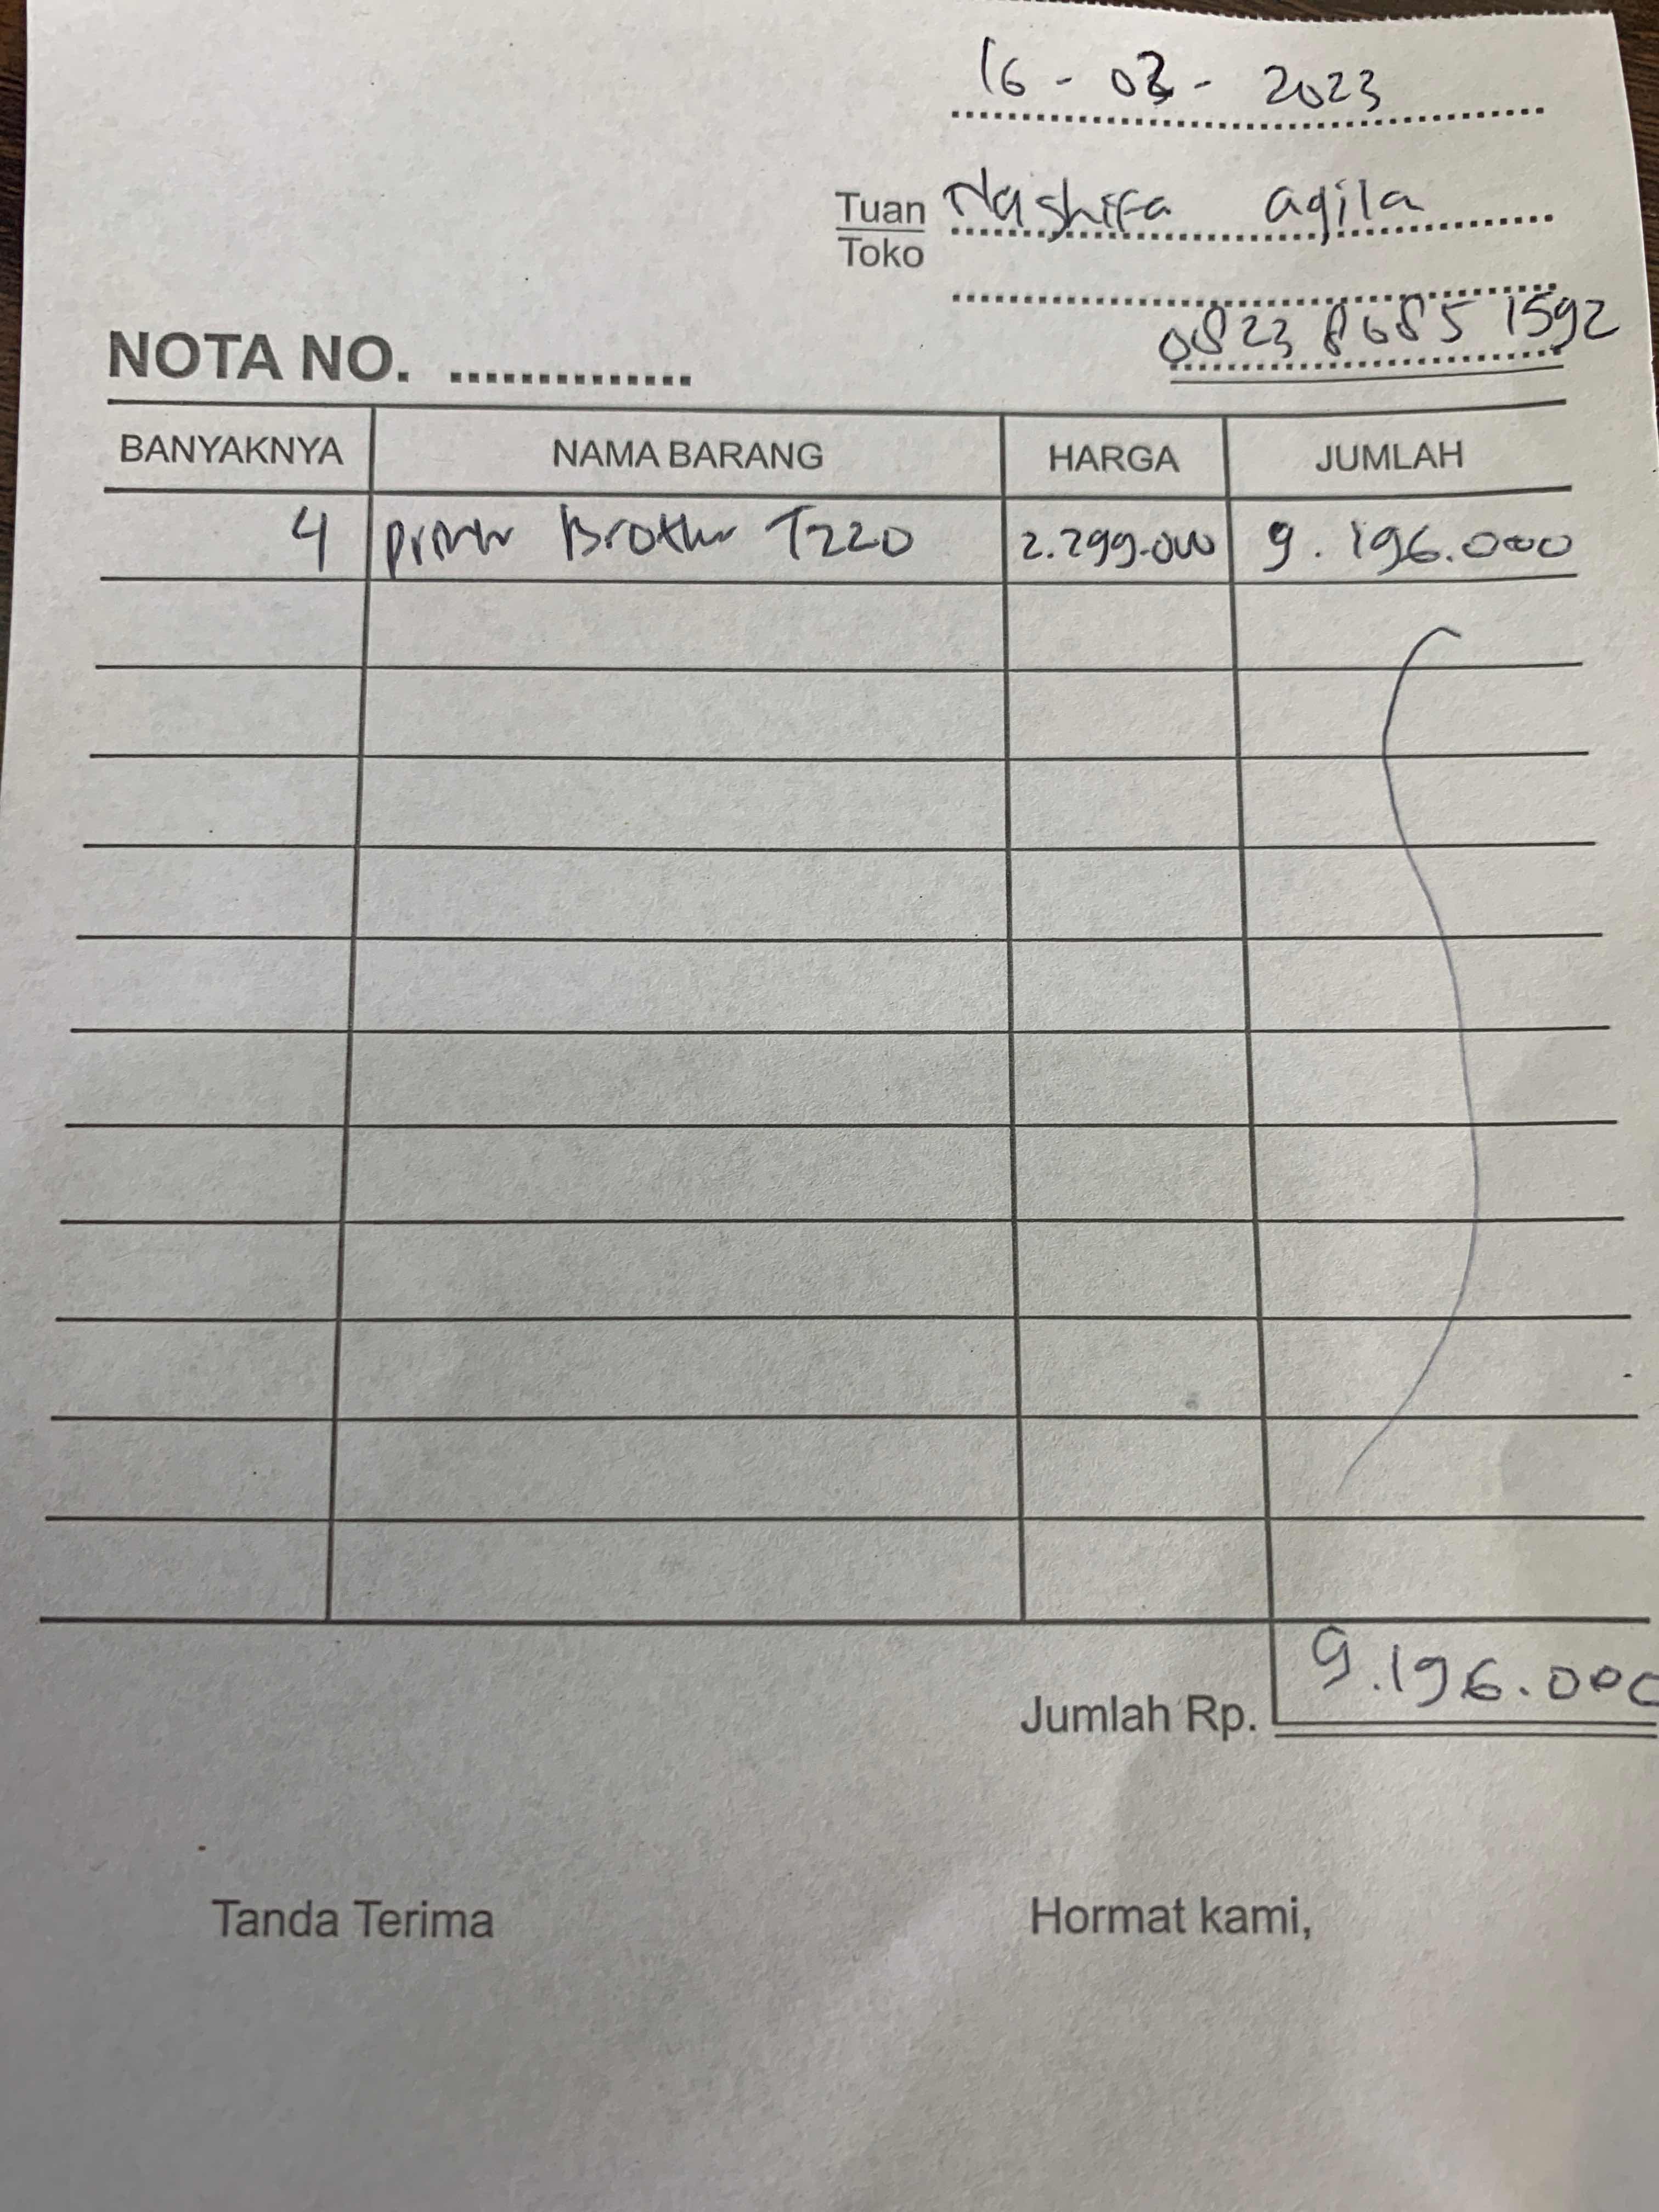 16 - 03 - 2023
Tuan Nashifa aqila
Toko
0823 8685 1592
NOTA NO. ..............
BANYAKNYA NAMA BARANG HARGA JUMLAH
4 printer Brother T220 2.299.000 9.196.000
Jumlah Rp. 9.196.000
Tanda Terima Hormat kami,